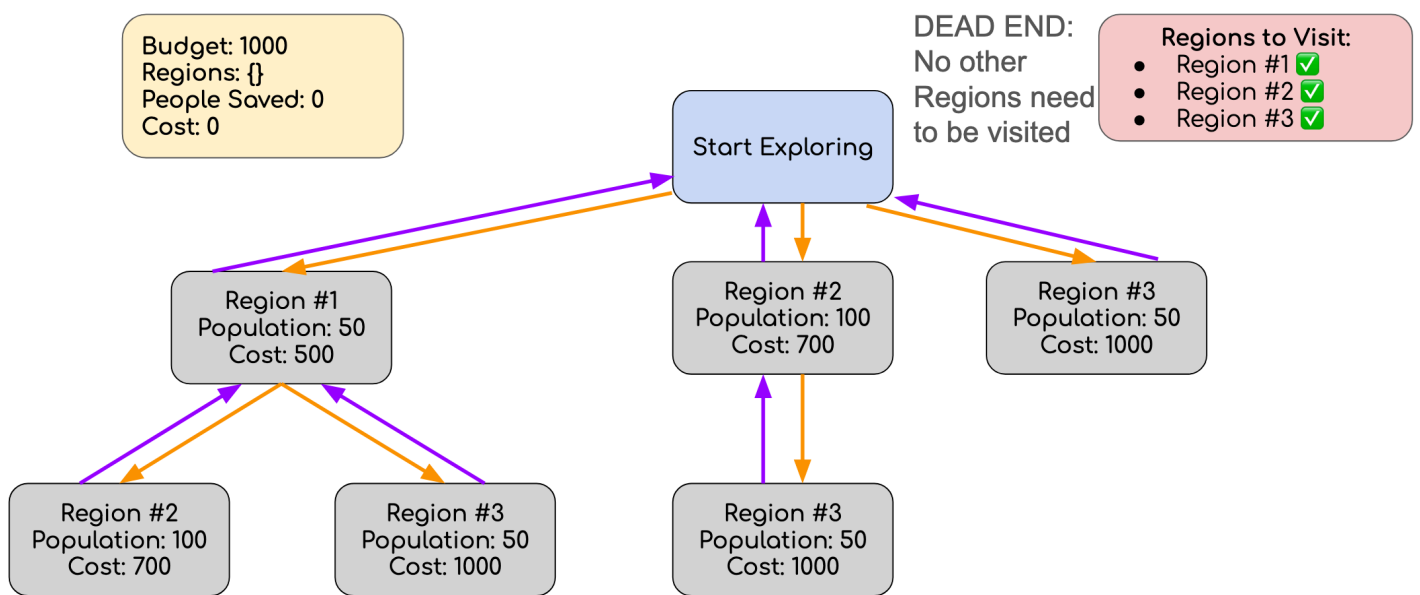 Budget: 1000
Regions: {}
People Saved: 0
Cost: 0
DEAD END:
No other
Regions need
to be visited
Regions to Visit:
● Region #1 ✅
● Region #2 ✅
● Region #3 ✅
Start Exploring
Region #1
Population: 50
Cost: 500
Region #2
Population: 100
Cost: 700
Region #3
Population: 50
Cost: 1000
Region #2
Population: 100
Cost: 700
Region #3
Population: 50
Cost: 1000
Region #3
Population: 50
Cost: 1000